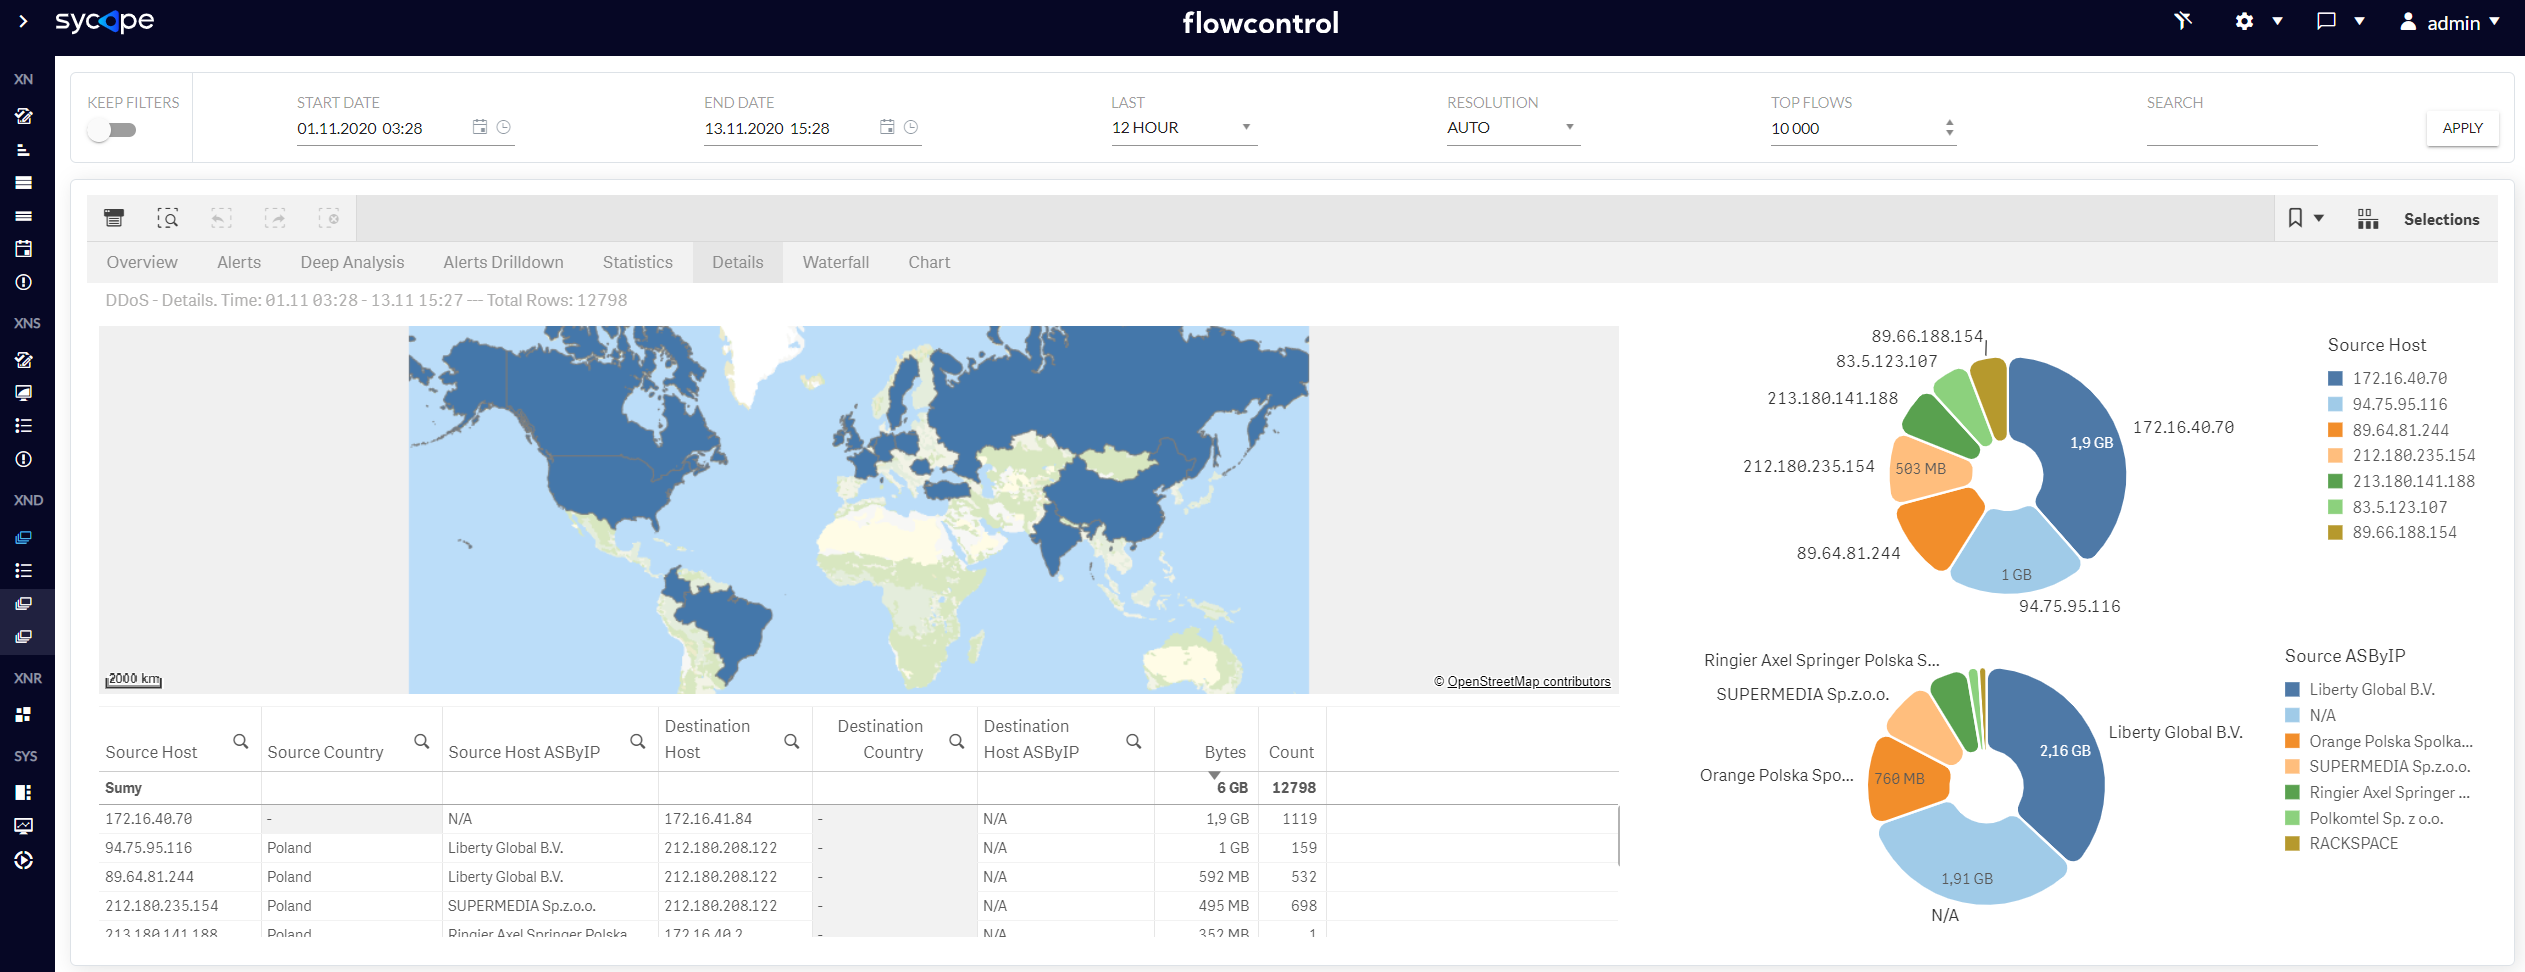 sycope
flowcontrol
admin
XN
XNS
XND
XNR
SYS
KEEP FILTERS
START DATE
01.11.2020 03:28
END DATE
13.11.2020 15:28
LAST
12 HOUR
RESOLUTION
AUTO
TOP FLOWS
10 000
SEARCH
APPLY
Selections
Overview Alerts Deep Analysis Alerts Drilldown Statistics Details Waterfall Chart
DDoS - Details. Time: 01.11 03:28 - 13.11 15:27 --- Total Rows: 12798
2000 km
© OpenStreetMap contributors
Source Host Source Country Source Host ASByIP Destination Host Destination Country Destination Host ASByIP Bytes Count
Sumy 6 GB 12798
172.16.40.70 - N/A 172.16.41.84 - N/A 1,9 GB 1119
94.75.95.116 Poland Liberty Global B.V. 212.180.208.122 - N/A 1 GB 159
89.64.81.244 Poland Liberty Global B.V. 212.180.208.122 - N/A 592 MB 532
212.180.235.154 Poland SUPERMEDIA Sp.z.o.o. 212.180.208.122 - N/A 495 MB 698
213.180.141.188 Poland Ringier Axel Springer Polska 172.16.40.2 - N/A 352 MB 1
89.66.188.154
83.5.123.107
213.180.141.188
212.180.235.154
89.64.81.244
94.75.95.116
172.16.40.70
1,9 GB
503 MB
1 GB
Source Host
172.16.40.70
94.75.95.116
89.64.81.244
212.180.235.154
213.180.141.188
83.5.123.107
89.66.188.154
Ringier Axel Springer Polska S...
SUPERMEDIA Sp.z.o.o.
Orange Polska Spo...
Liberty Global B.V.
2,16 GB
760 MB
1,91 GB
N/A
Source ASByIP
Liberty Global B.V.
N/A
Orange Polska Spolka...
SUPERMEDIA Sp.z.o.o.
Ringier Axel Springer ...
Polkomtel Sp. z o.o.
RACKSPACE